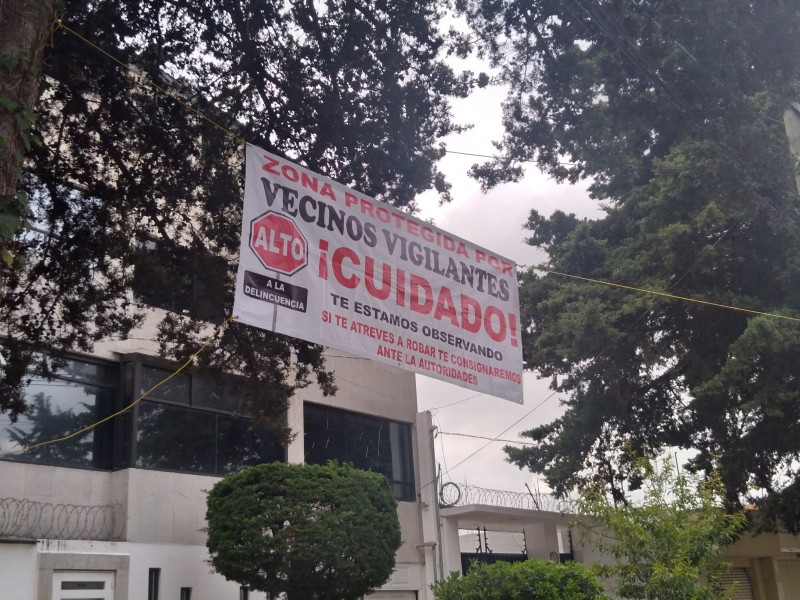 ZONA PROTEGIDA POR
VECINOS VIGILANTES
ALTO
A LA
DELINCUENCIA
¡CUIDADO!
TE ESTAMOS OBSERVANDO
SI TE ATREVES A ROBAR TE CONSIGNAREMOS
ANTE LA AUTORIDADES